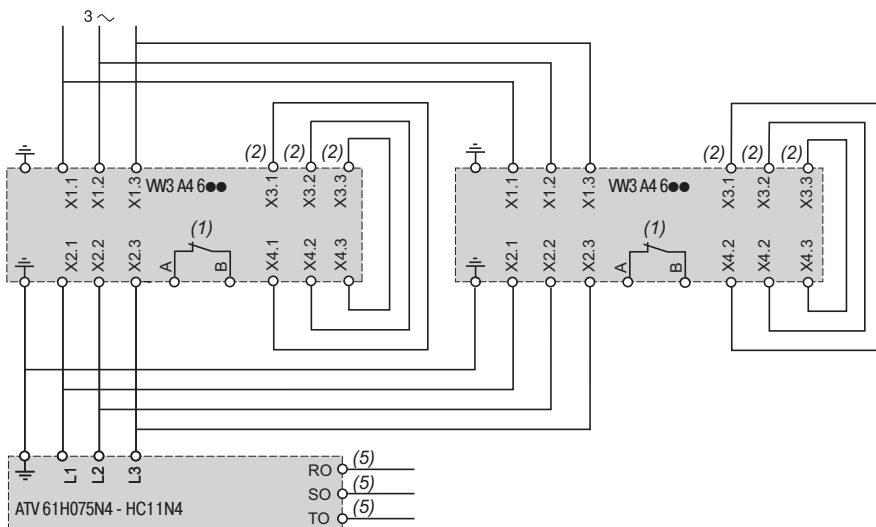 3 ~
(2) (2) (2)
(2) (2) (2)
X1.1 X1.2 X1.3 VW3 A4 6●● X3.1 X3.2 X3.3
X1.1 X1.2 X1.3 VW3 A4 6●● X3.1 X3.2 X3.3
(1)
(1)
X2.1 X2.2 X2.3 A B X4.1 X4.2 X4.3
X2.1 X2.2 X2.3 A B X4.2 X4.2 X4.3
L1 L2 L3
RO (5)
SO (5)
ATV 61H075N4 - HC11N4
TO (5)